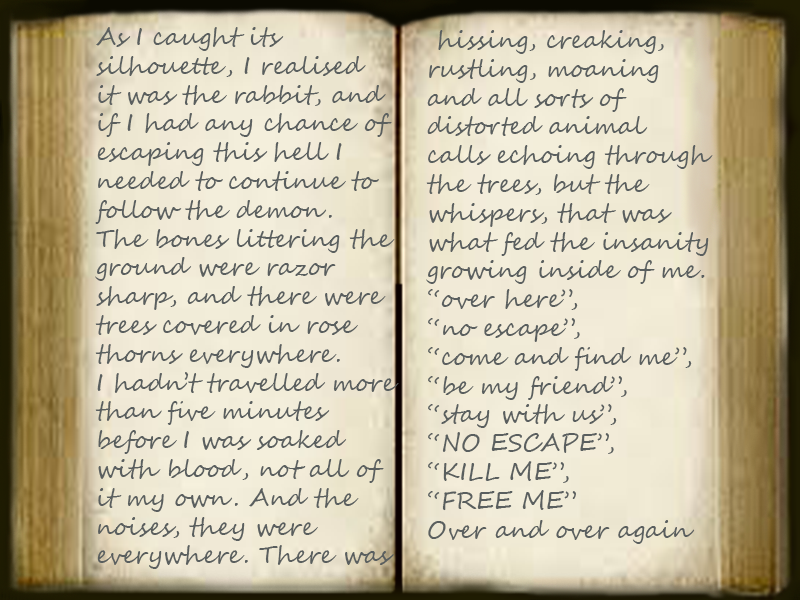 As I caught its
silhouette, I realised
it was the rabbit, and
if I had any chance of
escaping this hell I
needed to continue to
follow the demon.
The bones littering the
ground were razor
sharp, and there were
trees covered in rose
thorns everywhere.
I hadn't travelled more
than five minutes
before I was soaked
with blood, not all of
it my own. And the
noises, they were
everywhere. There was
hissing, creaking,
rustling, moaning
and all sorts of
distorted animal
calls echoing through
the trees, but the
whispers, that was
what fed the insanity
growing inside of me.
“over here”,
“no escape”,
“come and find me”,
“be my friend”,
“stay with us”,
“NO ESCAPE”,
“KILL ME”,
“FREE ME”
Over and over again